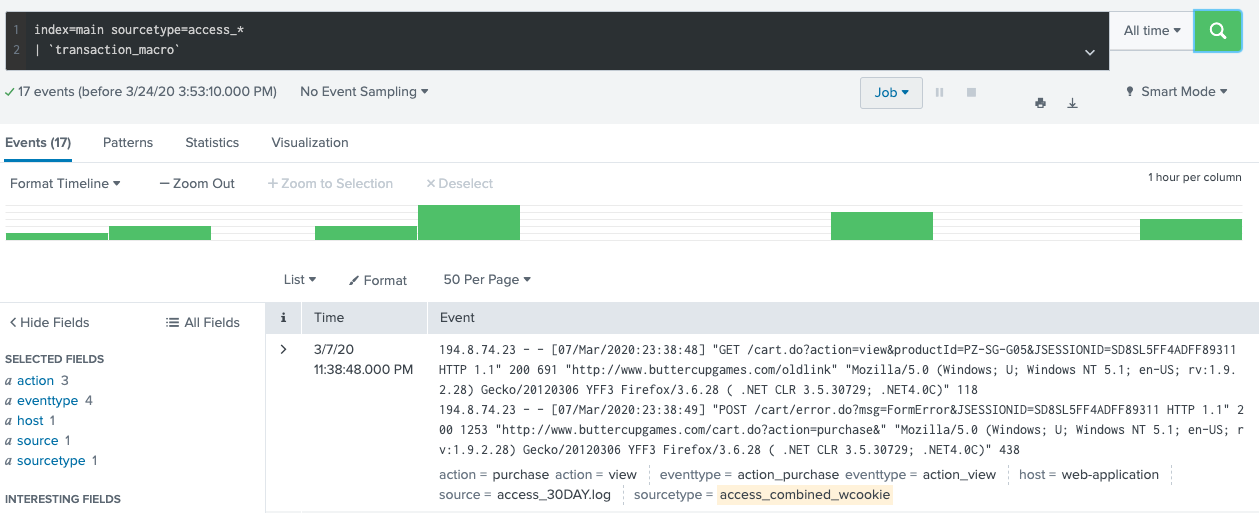 1 index=main sourcetype=access_*
2 | `transaction_macro`
All time
17 events (before 3/24/20 3:53:10.000 PM) No Event Sampling Job Smart Mode
Events (17) Patterns Statistics Visualization
Format Timeline — Zoom Out + Zoom to Selection × Deselect 1 hour per column
List Format 50 Per Page
< Hide Fields All Fields i Time Event
SELECTED FIELDS
a action 3
a eventtype 4
a host 1
a source 1
a sourcetype 1
INTERESTING FIELDS
3/7/20
11:38:48.000 PM
194.8.74.23 - - [07/Mar/2020:23:38:48] "GET /cart.do?action=view&productId=PZ-SG-G05&JSESSIONID=SD8SL5FF4ADFF89311
HTTP 1.1" 200 691 "http://www.buttercupgames.com/oldlink" "Mozilla/5.0 (Windows; U; Windows NT 5.1; en-US; rv:1.9.
2.28) Gecko/20120306 YFF3 Firefox/3.6.28 ( .NET CLR 3.5.30729; .NET4.0C)" 118
194.8.74.23 - - [07/Mar/2020:23:38:49] "POST /cart/error.do?msg=FormError&JSESSIONID=SD8SL5FF4ADFF89311 HTTP 1.1" 2
00 1253 "http://www.buttercupgames.com/cart.do?action=purchase&" "Mozilla/5.0 (Windows; U; Windows NT 5.1; en-US; r
v:1.9.2.28) Gecko/20120306 YFF3 Firefox/3.6.28 ( .NET CLR 3.5.30729; .NET4.0C)" 438
action = purchase action = view eventtype = action_purchase eventtype = action_view host = web-application
source = access_30DAY.log sourcetype = access_combined_wcookie